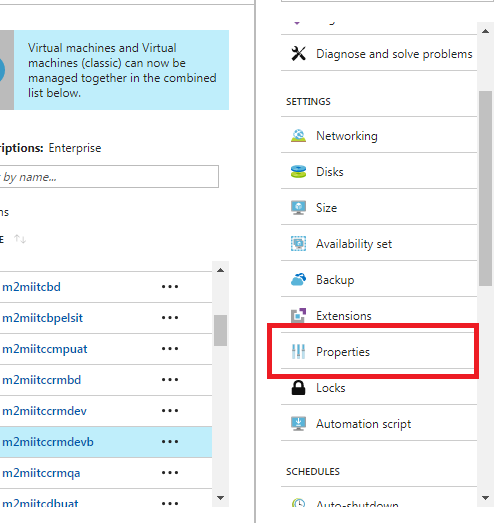 Virtual machines and Virtual
machines (classic) can now be
managed together in the combined
list below.
riptions: Enterprise
by name...
ns
E
m2miitcbd
m2miitcbpelsit
m2miitccmpuat
m2miitccrmbd
m2miitccrmdev
m2miitccrmdevb
m2miitccrmqa
m2miitcdbuat
Diagnose and solve problems
SETTINGS
Networking
Disks
Size
Availability set
Backup
Extensions
Properties
Locks
Automation script
SCHEDULES
Auto-shutdown